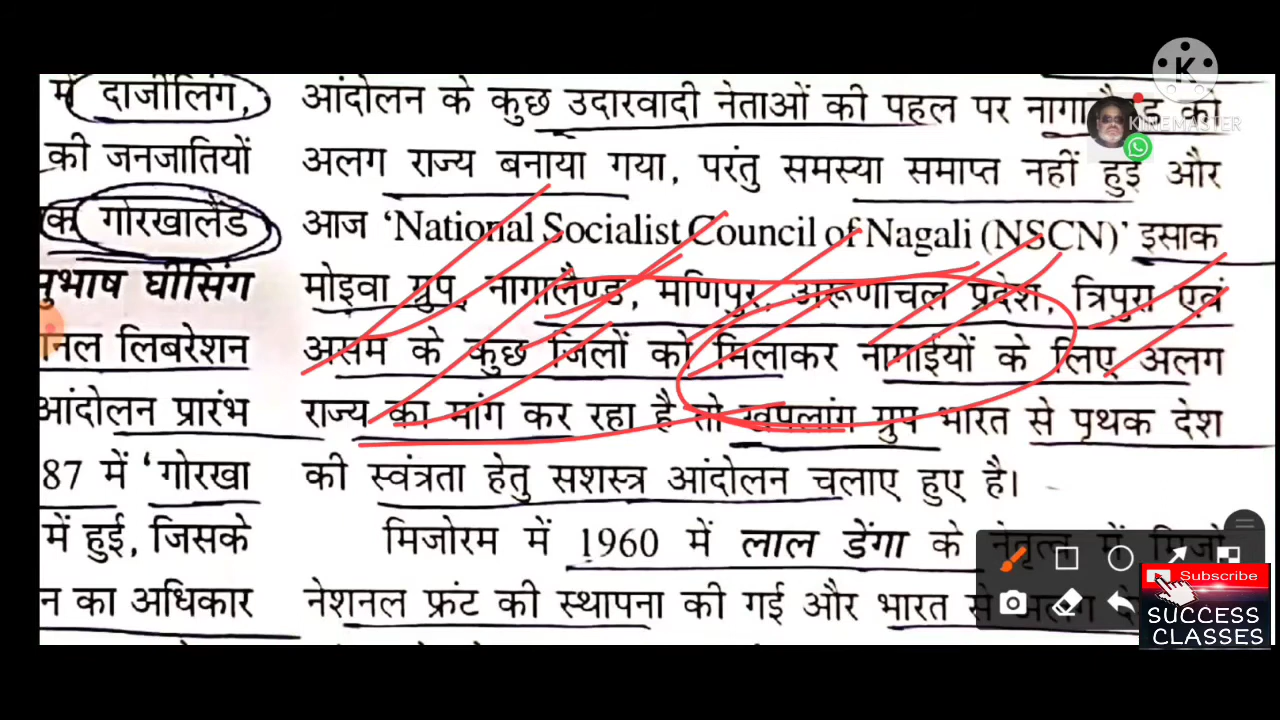 में दार्जीलिंग,
की जनजातियों
क गोरखालैंड
सुभाष घीसिंग
नल लिबरेशन
आंदोलन प्रारंभ
87 में 'गोरखा
में हुई, जिसके
न का अधिकार
आंदोलन के कुछ उदारवादी नेताओं की पहल पर नागालैंड को
अलग राज्य बनाया गया, परंतु समस्या समाप्त नहीं हुई और
आज 'National Socialist Council of Nagali (NSCN)' इसाक
मोइवा ग्रुप, नागालैण्ड, मणिपुर, अरूणाचल प्रदेश, त्रिपुरा एवं
असम के कुछ जिलों को मिलाकर नागाईयों के लिए अलग
राज्य का मांग कर रहा है तो खपलांग ग्रुप भारत से पृथक देश
की स्वंत्रता हेतु सशस्त्र आंदोलन चलाए हुए है।
मिजोरम में 1960 में लाल डेंगा के नेतृत्व में मिजो
नेशनल फ्रंट की स्थापना की गई और भारत से अलग
K
KINEMASTER
Subscribe
SUCCESS
CLASSES